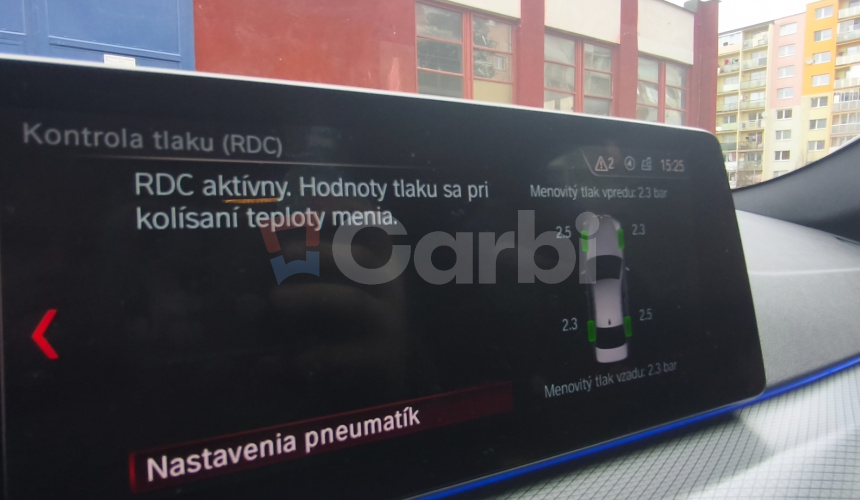 Kontrola tlaku (RDC)
2 15:25
RDC aktívny. Hodnoty tlaku sa pri
kolísaní teploty menia.
Menovitý tlak vpredu: 2.3 bar
2.5 2.3
Carbi
2.3 2.5
Menovitý tlak vzadu: 2.3 bar
Nastavenia pneumatík